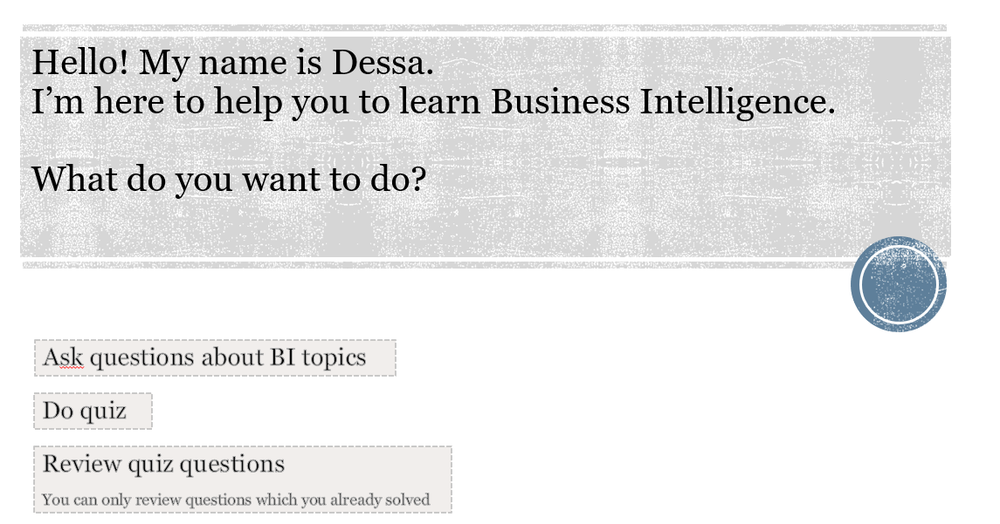 Hello! My name is Dessa.
I’m here to help you to learn Business Intelligence.
What do you want to do?
Ask questions about BI topics
Do quiz
Review quiz questions
You can only review questions which you already solved